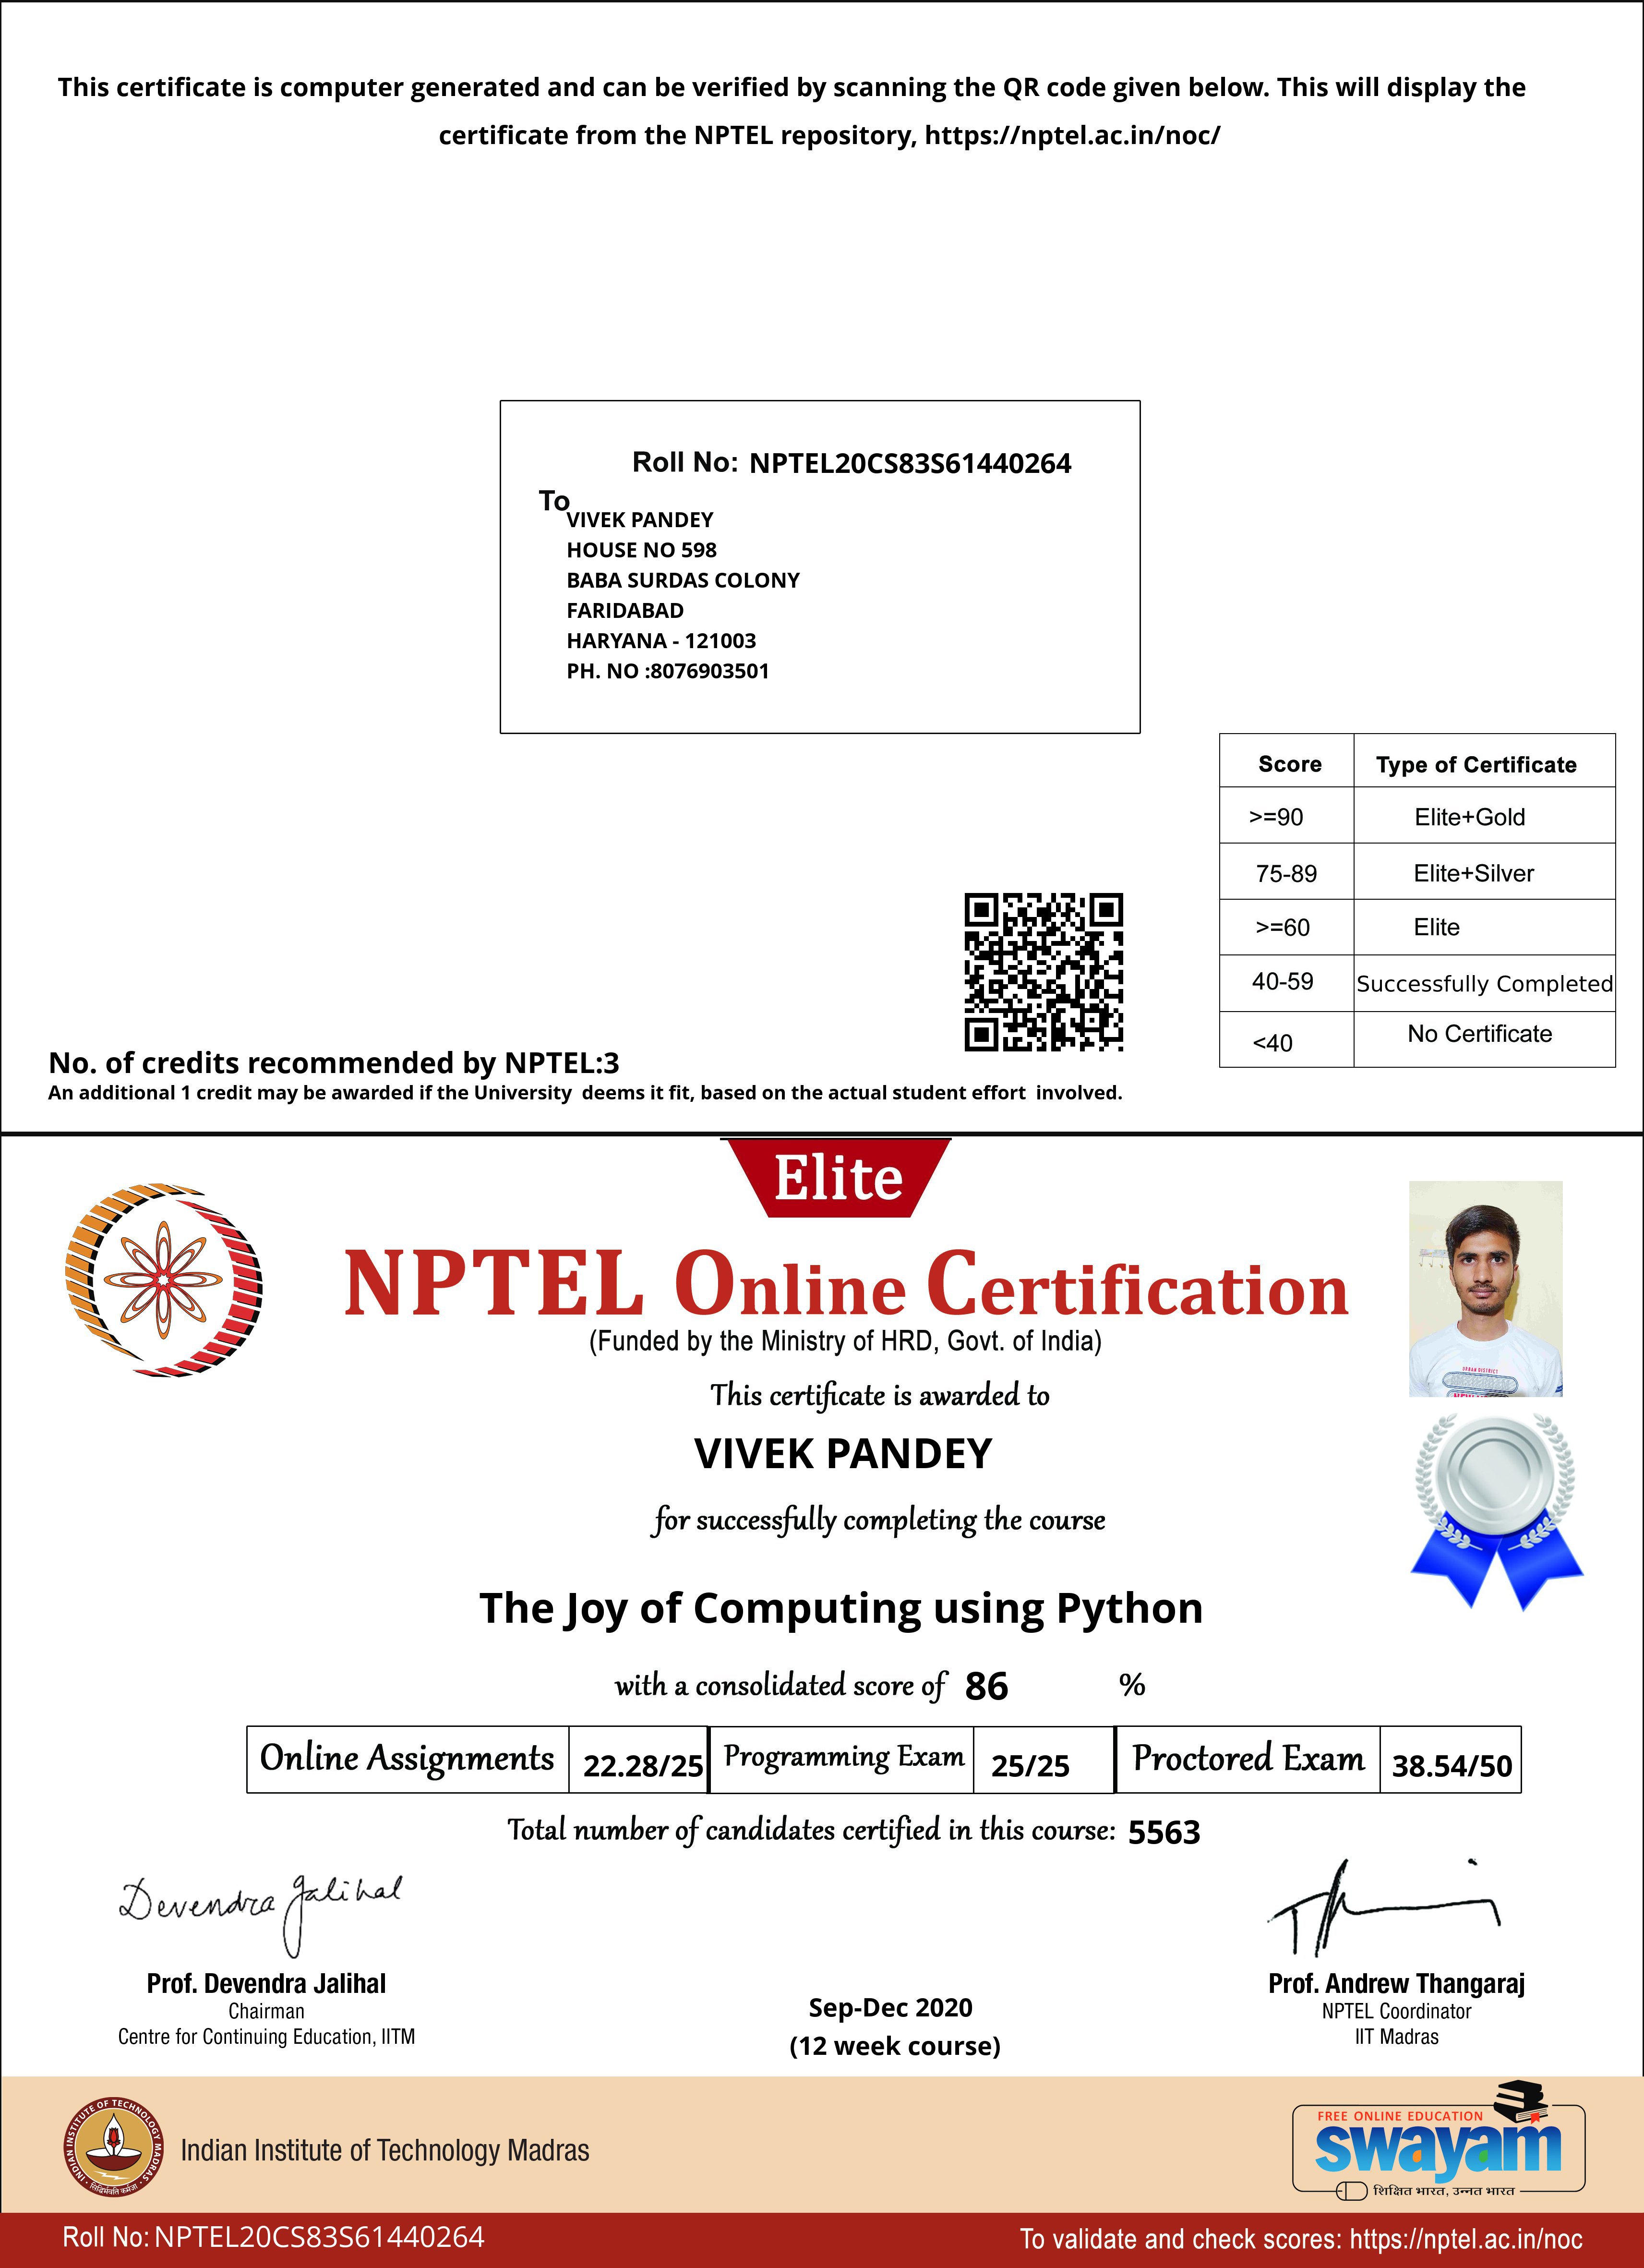 This certificate is computer generated and can be verified by scanning the QR code given below. This will display the
certificate from the NPTEL repository, https://nptel.ac.in/noc/
Roll No: NPTEL20CS83S61440264
To
VIVEK PANDEY
HOUSE NO 598
BABA SURDAS COLONY
FARIDABAD
HARYANA - 121003
PH. NO :8076903501
Score Type of Certificate
>=90 Elite+Gold
75-89 Elite+Silver
>=60 Elite
40-59 Successfully Completed
<40 No Certificate
No. of credits recommended by NPTEL:3
An additional 1 credit may be awarded if the University deems it fit, based on the actual student effort involved.
Elite
NPTEL Online Certification
(Funded by the Ministry of HRD, Govt. of India)
This certificate is awarded to
VIVEK PANDEY
for successfully completing the course
The Joy of Computing using Python
with a consolidated score of 86 %
Online Assignments 22.28/25 Programming Exam 25/25 Proctored Exam 38.54/50
Total number of candidates certified in this course: 5563
Devendra Jalihal
Prof. Devendra Jalihal
Chairman
Centre for Continuing Education, IITM
Sep-Dec 2020
(12 week course)
Prof. Andrew Thangaraj
NPTEL Coordinator
IIT Madras
INDIAN INSTITUTE OF TECHNOLOGY MADRAS
सिद्धिर्भवति कर्मजा
Indian Institute of Technology Madras
FREE ONLINE EDUCATION
swayam
शिक्षित भारत, उन्नत भारत
Roll No: NPTEL20CS83S61440264
To validate and check scores: https://nptel.ac.in/noc
URBAN DISTRICT